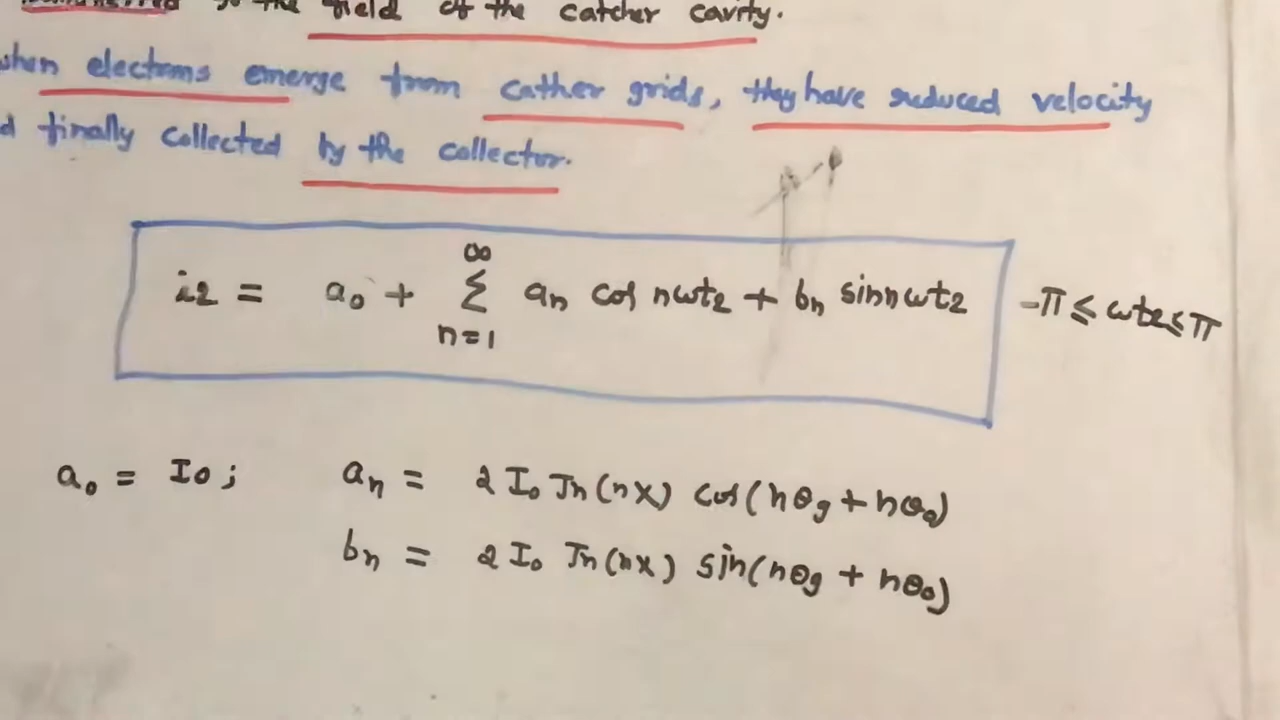 the field of the catcher cavity.
when electrons emerge from cather grids, they have reduced velocity
d finally collected by the collector.
i2 = a₀ + ∞ Σ n=1 aₙ cos nωt₂ + bₙ sin nωt₂ -π ≤ ωt₂ ≤ π
a₀ = I₀; aₙ = 2 I₀ Jn (nX) cos (nθg + nθ₀)
bₙ = 2 I₀ Jn (nX) sin (nθg + nθ₀)